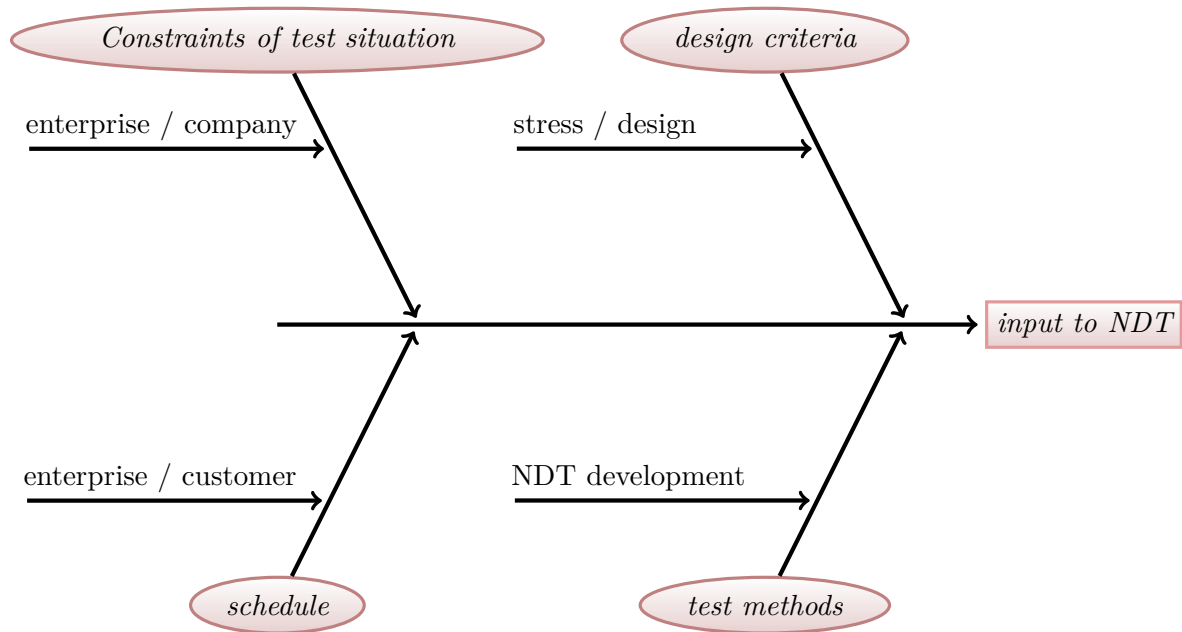 Constraints of test situation
design criteria
enterprise / company
stress / design
input to NDT
enterprise / customer
NDT development
schedule
test methods